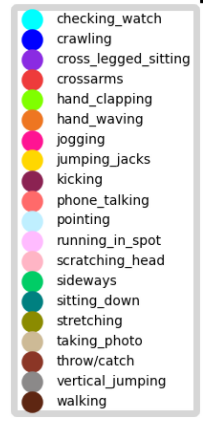 checking_watch
crawling
cross_legged_sitting
crossarms
hand_clapping
hand_waving
jogging
jumping_jacks
kicking
phone_talking
pointing
running_in_spot
scratching_head
sideways
sitting_down
stretching
taking_photo
throw/catch
vertical_jumping
walking